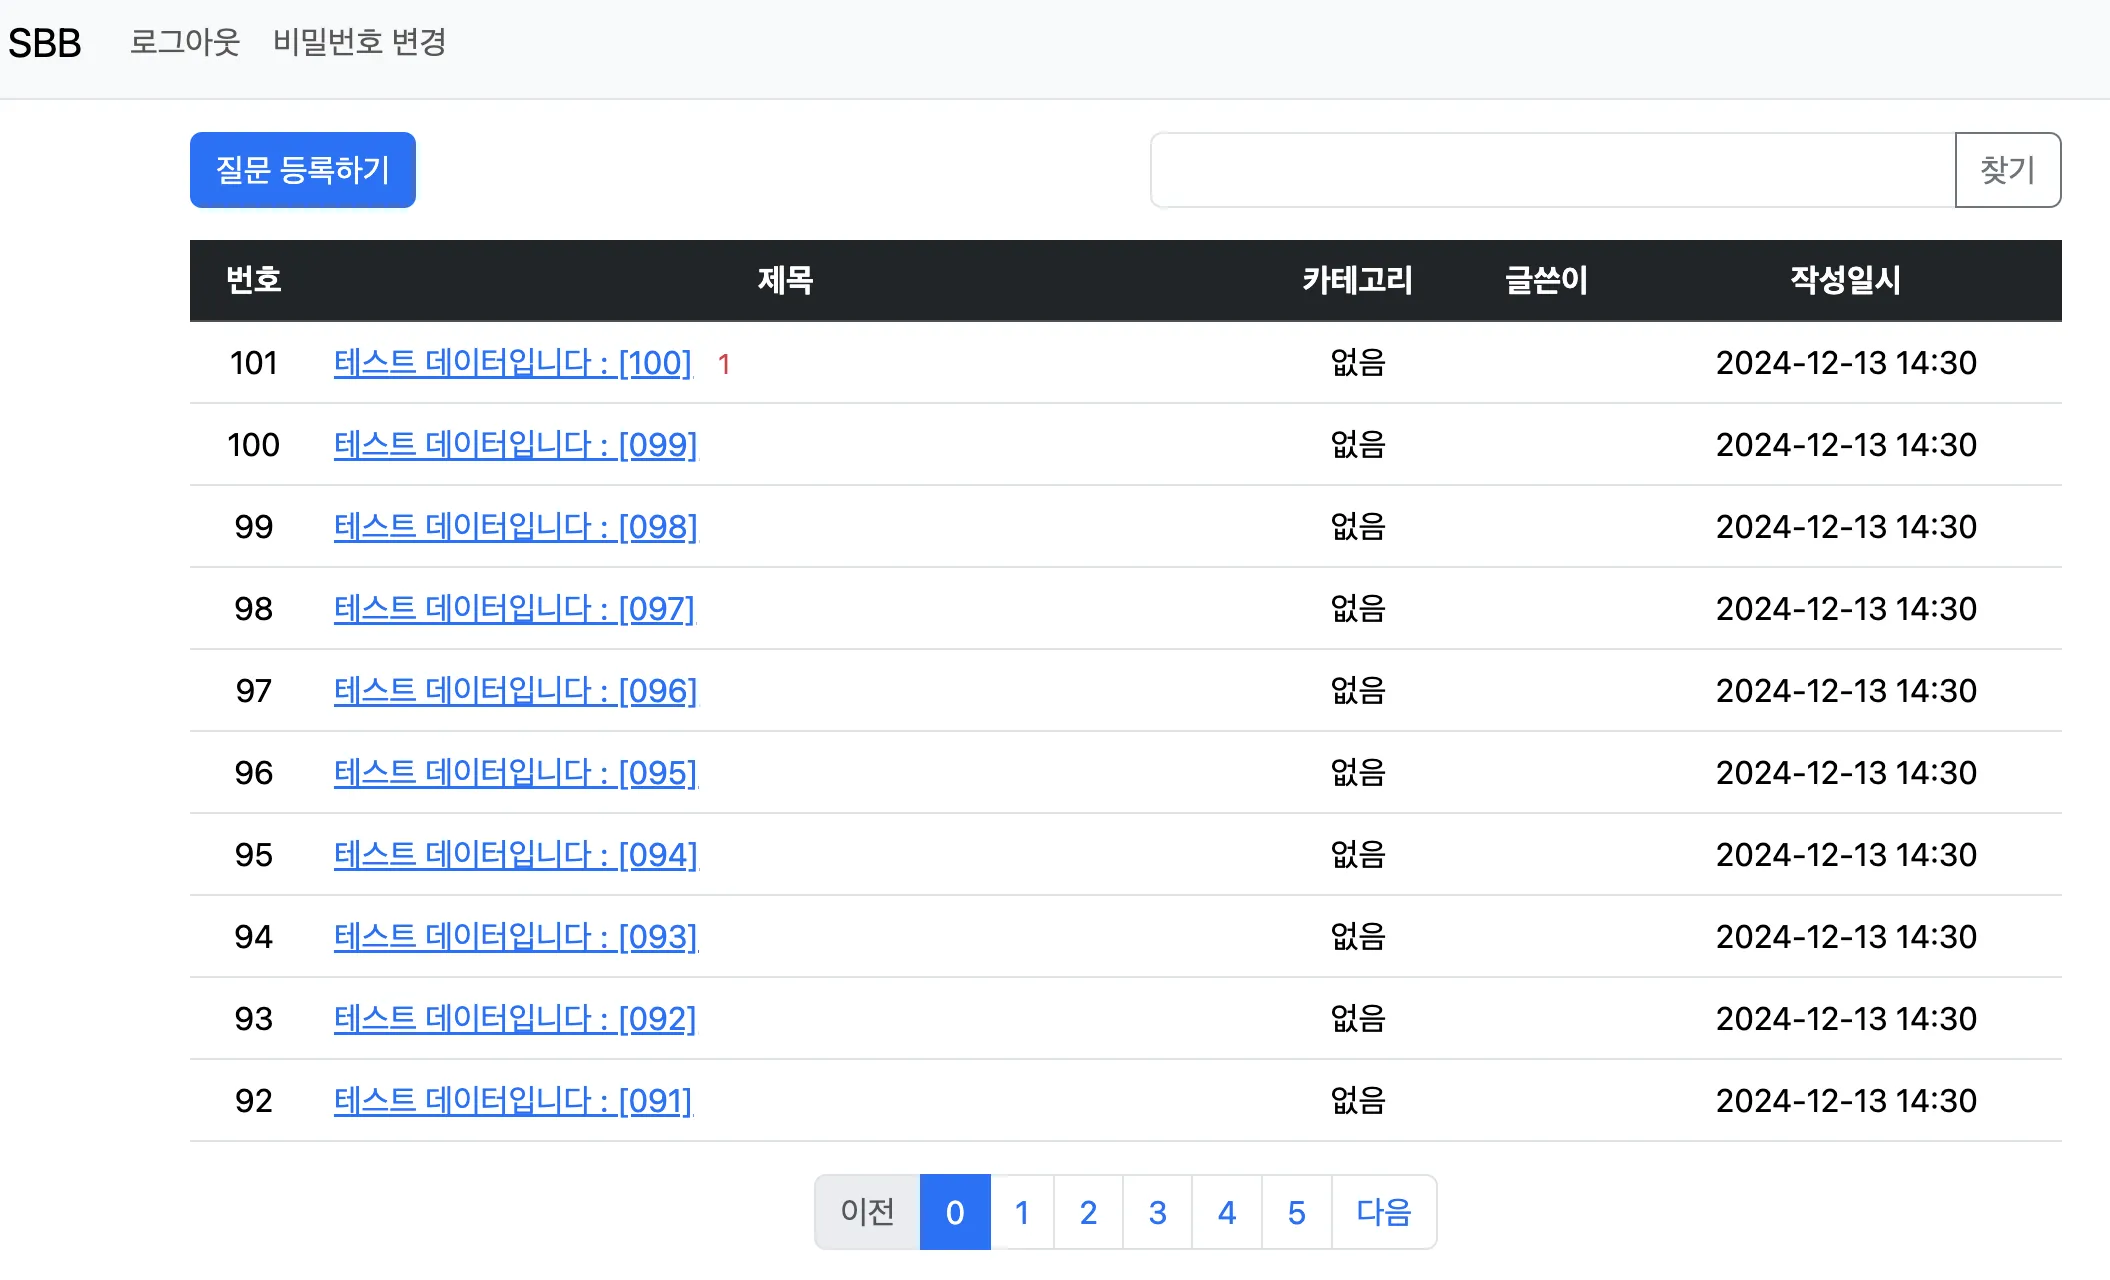 SBB 로그아웃 비밀번호 변경
질문 등록하기 찾기
번호 제목 카테고리 글쓴이 작성일시
101 테스트 데이터입니다 : [100] 1 없음 2024-12-13 14:30
100 테스트 데이터입니다 : [099] 없음 2024-12-13 14:30
99 테스트 데이터입니다 : [098] 없음 2024-12-13 14:30
98 테스트 데이터입니다 : [097] 없음 2024-12-13 14:30
97 테스트 데이터입니다 : [096] 없음 2024-12-13 14:30
96 테스트 데이터입니다 : [095] 없음 2024-12-13 14:30
95 테스트 데이터입니다 : [094] 없음 2024-12-13 14:30
94 테스트 데이터입니다 : [093] 없음 2024-12-13 14:30
93 테스트 데이터입니다 : [092] 없음 2024-12-13 14:30
92 테스트 데이터입니다 : [091] 없음 2024-12-13 14:30
이전 0 1 2 3 4 5 다음